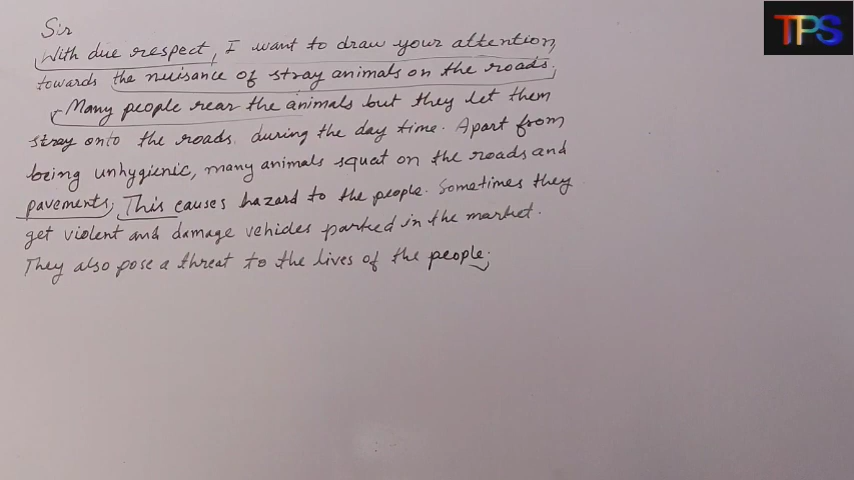 TPS
Sir
With due respect, I want to draw your attention,
towards the nuisance of stray animals on the roads.
Many people rear the animals but they let them
stray onto the roads. during the day time. Apart from
being unhygienic, many animals squat on the roads and
pavements, This causes hazard to the people. Sometimes they
get violent and damage vehicles parked in the market.
They also pose a threat to the lives of the people.